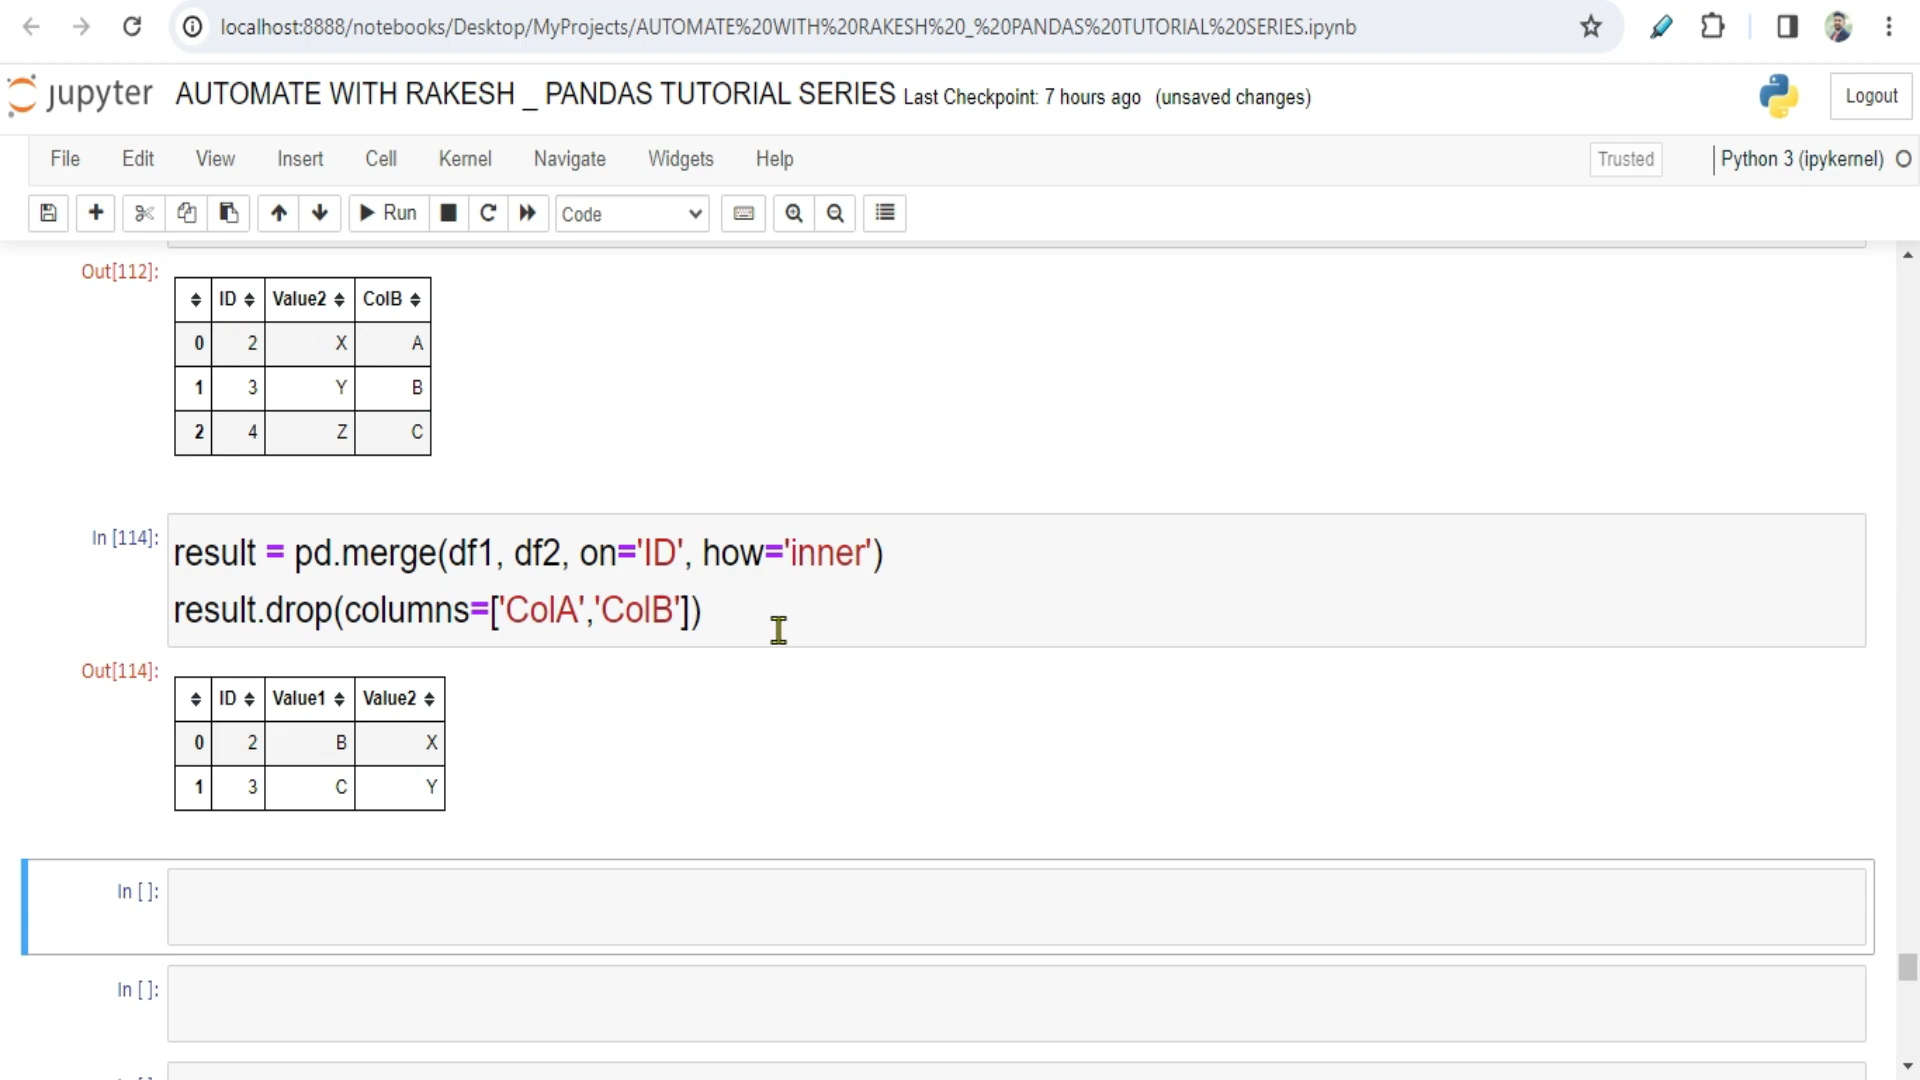 localhost:8888/notebooks/Desktop/MyProjects/AUTOMATE%20WITH%20RAKESH%20_%20PANDAS%20TUTORIAL%20SERIES.ipynb
jupyter AUTOMATE WITH RAKESH _ PANDAS TUTORIAL SERIES Last Checkpoint: 7 hours ago (unsaved changes) Logout
File Edit View Insert Cell Kernel Navigate Widgets Help Trusted Python 3 (ipykernel)
Run Code
Out[112]:
ID Value2 ColB
0 2 X A
1 3 Y B
2 4 Z C
In [114]:
result = pd.merge(df1, df2, on='ID', how='inner')
result.drop(columns=['ColA','ColB'])
Out[114]:
ID Value1 Value2
0 2 B X
1 3 C Y
In [ ]:
In [ ]: